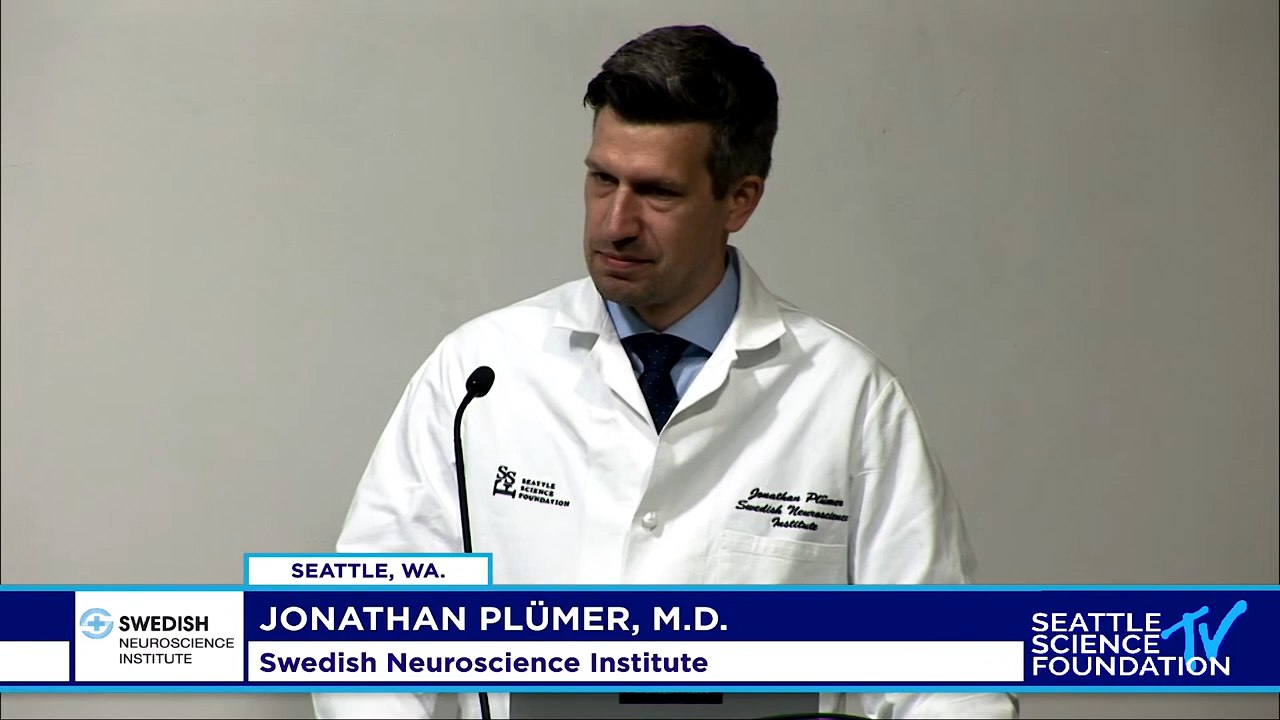 SSF
SEATTLE
SCIENCE
FOUNDATION
Jonathan Plümer
Swedish Neuroscience
Institute
SEATTLE, WA.
SWEDISH
NEUROSCIENCE
INSTITUTE
JONATHAN PLÜMER, M.D.
Swedish Neuroscience Institute
SEATTLE
SCIENCE TV
FOUNDATION